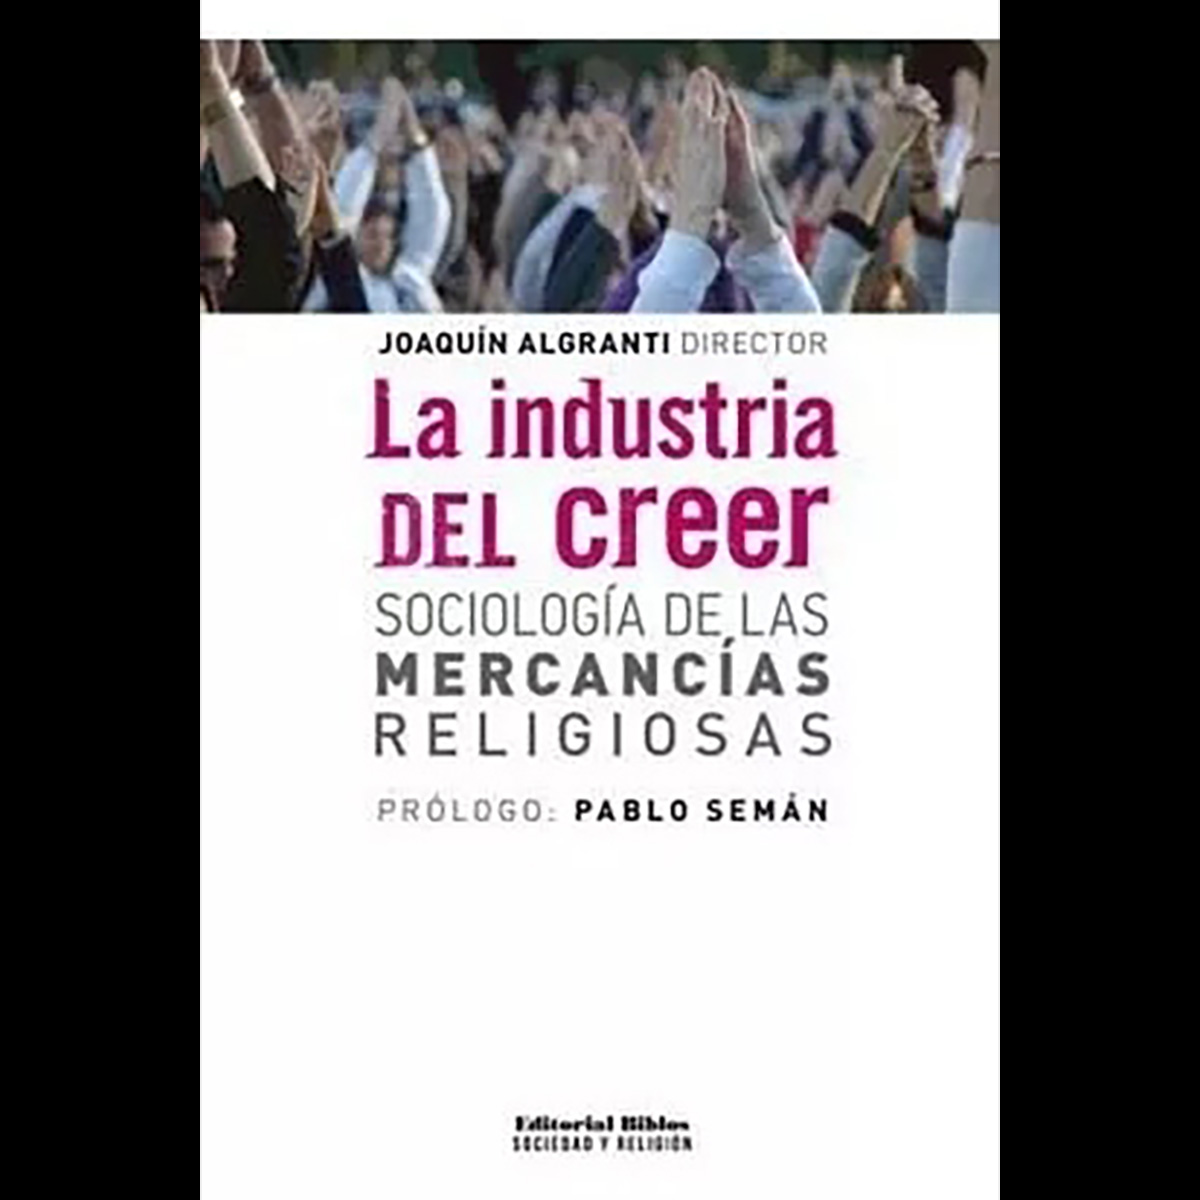 JOAQUÍN ALGRANTI DIRECTOR
La industria
DEL creer
SOCIOLOGÍA DE LAS
MERCANCÍAS
RELIGIOSAS
PRÓLOGO: PABLO SEMÁN
Editorial Biblos
SOCIEDAD Y RELIGIÓN